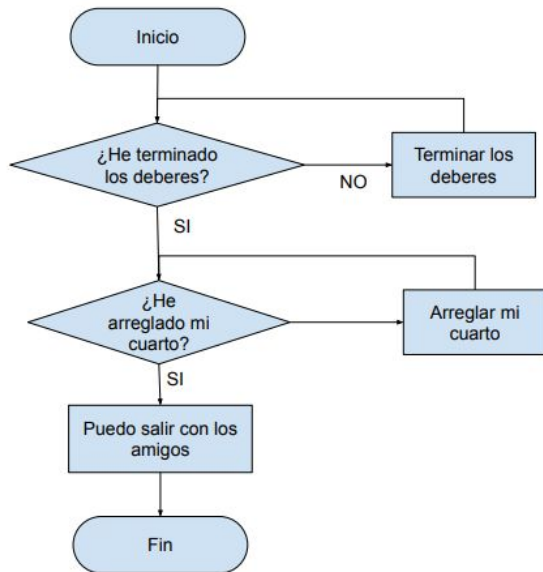 Inicio
¿He terminado
los deberes?
NO
Terminar los
deberes
SI
¿He
arreglado mi
cuarto?
Arreglar mi
cuarto
SI
Puedo salir con los
amigos
Fin